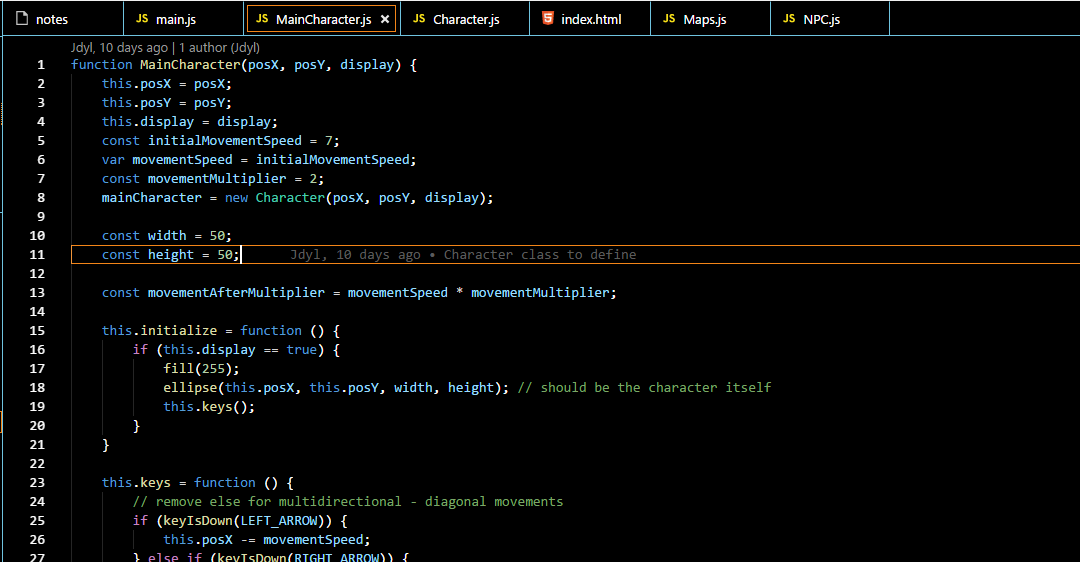 notes JS main.js JS MainCharacter.js × JS Character.js 5 index.html JS Maps.js JS NPC.js
Jdyl, 10 days ago | 1 author (Jdyl)
1 function MainCharacter(posX, posY, display) {
2 this.posX = posX;
3 this.posY = posY;
4 this.display = display;
5 const initialMovementSpeed = 7;
6 var movementSpeed = initialMovementSpeed;
7 const movementMultiplier = 2;
8 mainCharacter = new Character(posX, posY, display);
9
10 const width = 50;
11 const height = 50; Jdyl, 10 days ago • Character class to define
12
13 const movementAfterMultiplier = movementSpeed * movementMultiplier;
14
15 this.initialize = function () {
16 if (this.display == true) {
17 fill(255);
18 ellipse(this.posX, this.posY, width, height); // should be the character itself
19 this.keys();
20 }
21 }
22
23 this.keys = function () {
24 // remove else for multidirectional - diagonal movements
25 if (keyIsDown(LEFT_ARROW)) {
26 this.posX -= movementSpeed;
27 } else if (keyIsDown(RIGHT_ARROW)) {